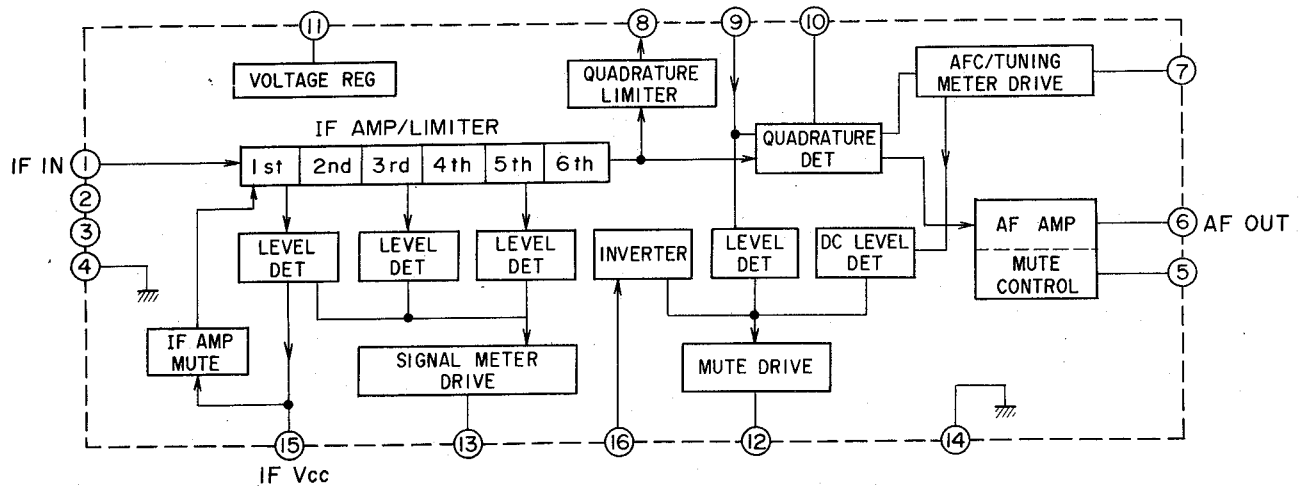 11
8
9
10
VOLTAGE REG
QUADRATURE
LIMITER
AFC/TUNING
METER DRIVE
7
IF AMP/LIMITER
QUADRATURE
DET
IF IN 1
1st 2nd 3rd 4th 5th 6th
2
3
4
AF AMP
MUTE
CONTROL
6 AF OUT
5
LEVEL
DET
LEVEL
DET
LEVEL
DET
INVERTER
LEVEL
DET
DC LEVEL
DET
IF AMP
MUTE
SIGNAL METER
DRIVE
MUTE DRIVE
15
13
16
12
14
IF Vcc